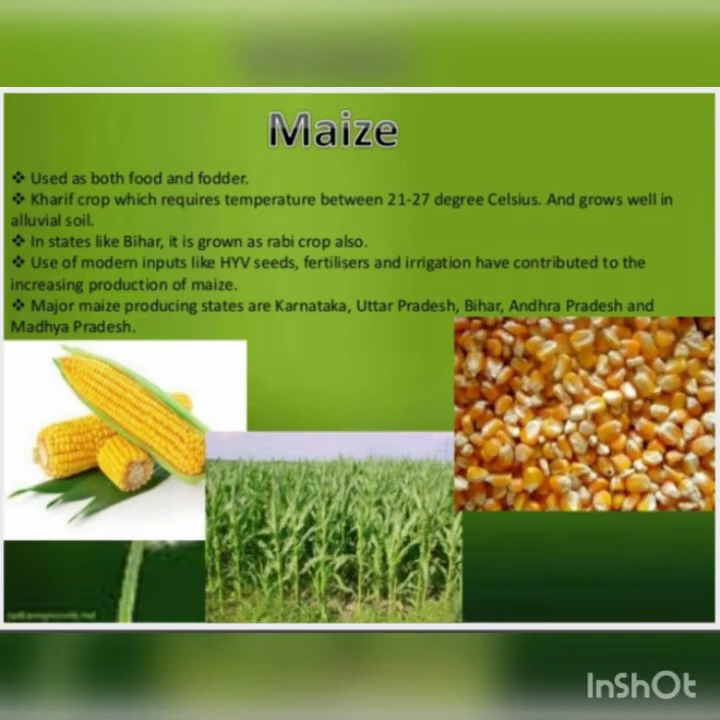 Maize
❖ Used as both food and fodder.
❖ Kharif crop which requires temperature between 21-27 degree Celsius. And grows well in
alluvial soil.
❖ In states like Bihar, it is grown as rabi crop also.
❖ Use of modern inputs like HYV seeds, fertilisers and irrigation have contributed to the
increasing production of maize.
❖ Major maize producing states are Karnataka, Uttar Pradesh, Bihar, Andhra Pradesh and
Madhya Pradesh.
InShOt